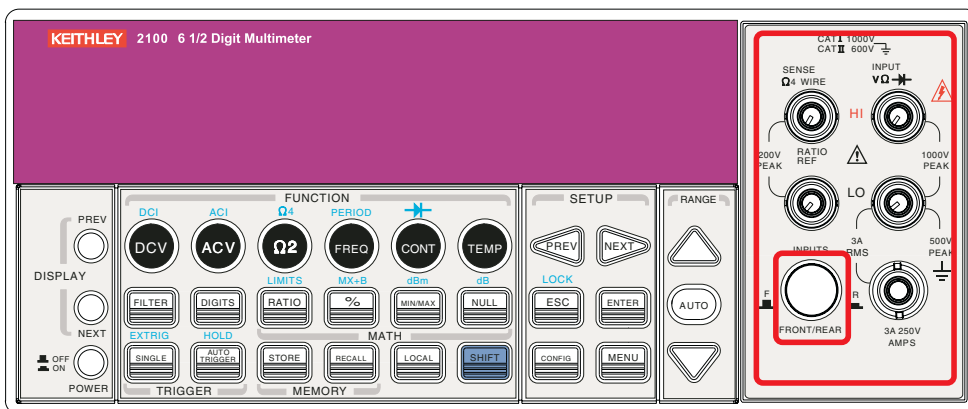 KEITHLEY 2100 6 1/2 Digit Multimeter
CAT I 1000V
CAT II 600V
SENSE
Ω4 WIRE
INPUT
VΩ
HI
200V
PEAK
RATIO
REF
1000V
PEAK
LO
INPUTS
3A
RMS
500V
PEAK
F
R
FRONT/REAR
3A 250V
AMPS
PREV
DISPLAY
NEXT
OFF
ON
POWER
FUNCTION
DCI ACI Ω4 PERIOD
DCV ACV Ω2 FREQ CONT TEMP
LIMITS MX+B dBm dB
FILTER DIGITS RATIO % MIN/MAX NULL
EXTRIG HOLD MATH
SINGLE AUTO TRIGGER STORE RECALL LOCAL SHIFT
TRIGGER MEMORY
SETUP
PREV NEXT
LOCK
ESC ENTER
CONFIG MENU
RANGE
AUTO